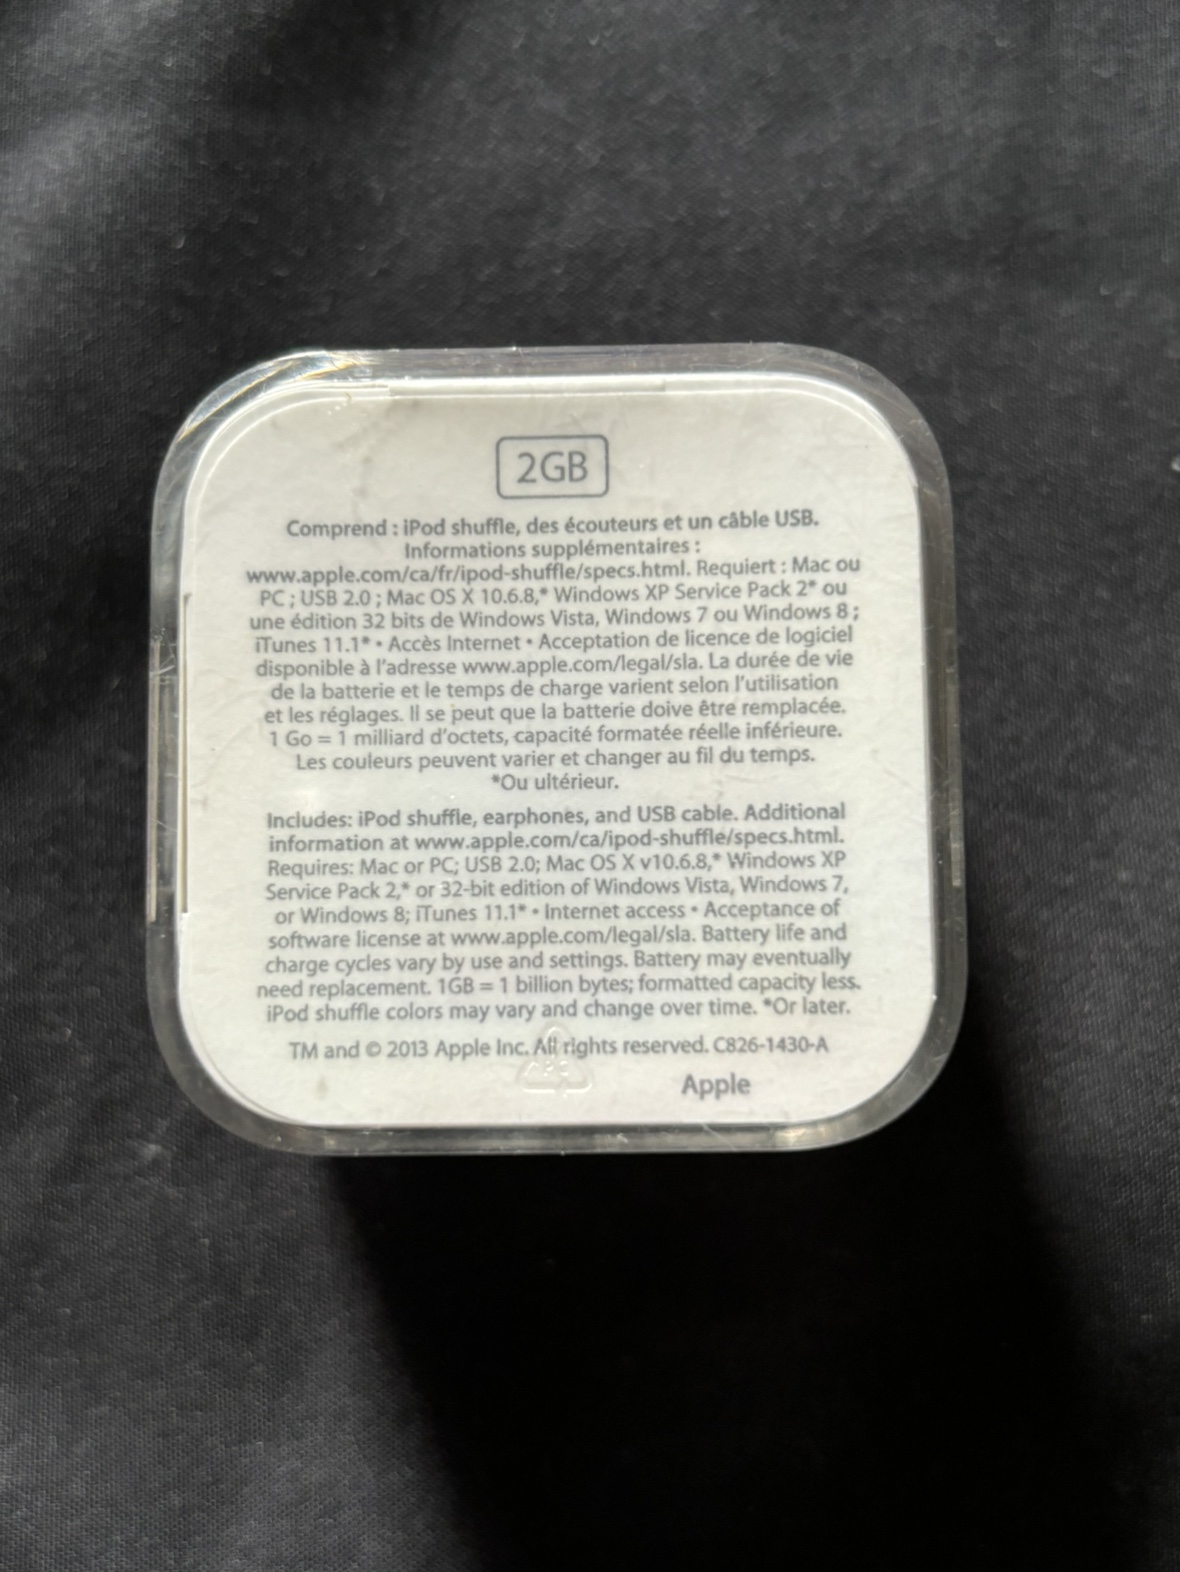 2GB
Comprend : iPod shuffle, des écouteurs et un câble USB.
Informations supplémentaires :
www.apple.com/ca/fr/ipod-shuffle/specs.html. Requiert : Mac ou
PC ; USB 2.0 ; Mac OS X 10.6.8,* Windows XP Service Pack 2* ou
une édition 32 bits de Windows Vista, Windows 7 ou Windows 8 ;
iTunes 11.1* • Accès Internet • Acceptation de licence de logiciel
disponible à l'adresse www.apple.com/legal/sla. La durée de vie
de la batterie et le temps de charge varient selon l'utilisation
et les réglages. Il se peut que la batterie doive être remplacée.
1 Go = 1 milliard d'octets, capacité formatée réelle inférieure.
Les couleurs peuvent varier et changer au fil du temps.
*Ou ultérieur.
Includes: iPod shuffle, earphones, and USB cable. Additional
information at www.apple.com/ca/ipod-shuffle/specs.html.
Requires: Mac or PC; USB 2.0; Mac OS X v10.6.8,* Windows XP
Service Pack 2,* or 32-bit edition of Windows Vista, Windows 7,
or Windows 8; iTunes 11.1* • Internet access • Acceptance of
software license at www.apple.com/legal/sla. Battery life and
charge cycles vary by use and settings. Battery may eventually
need replacement. 1GB = 1 billion bytes; formatted capacity less.
iPod shuffle colors may vary and change over time. *Or later.
TM and © 2013 Apple Inc. All rights reserved. C826-1430-A
Apple